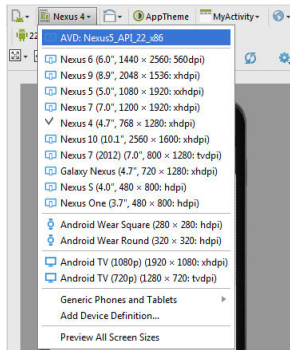 Nexus 4 AppTheme MyActivity
22
AVD: Nexus5_API_22_x86
Nexus 6 (6.0", 1440 × 2560: 560dpi)
Nexus 9 (8.9", 2048 × 1536: xhdpi)
Nexus 5 (5.0", 1080 × 1920: xxhdpi)
Nexus 7 (7.0", 1200 × 1920: xhdpi)
Nexus 4 (4.7", 768 × 1280: xhdpi)
Nexus 10 (10.1", 2560 × 1600: xhdpi)
Nexus 7 (2012) (7.0", 800 × 1280: tvdpi)
Galaxy Nexus (4.7", 720 × 1280: xhdpi)
Nexus S (4.0", 480 × 800: hdpi)
Nexus One (3.7", 480 × 800: hdpi)
Android Wear Square (280 × 280: hdpi)
Android Wear Round (320 × 320: hdpi)
Android TV (1080p) (1920 × 1080: xhdpi)
Android TV (720p) (1280 × 720: tvdpi)
Generic Phones and Tablets
Add Device Definition...
Preview All Screen Sizes